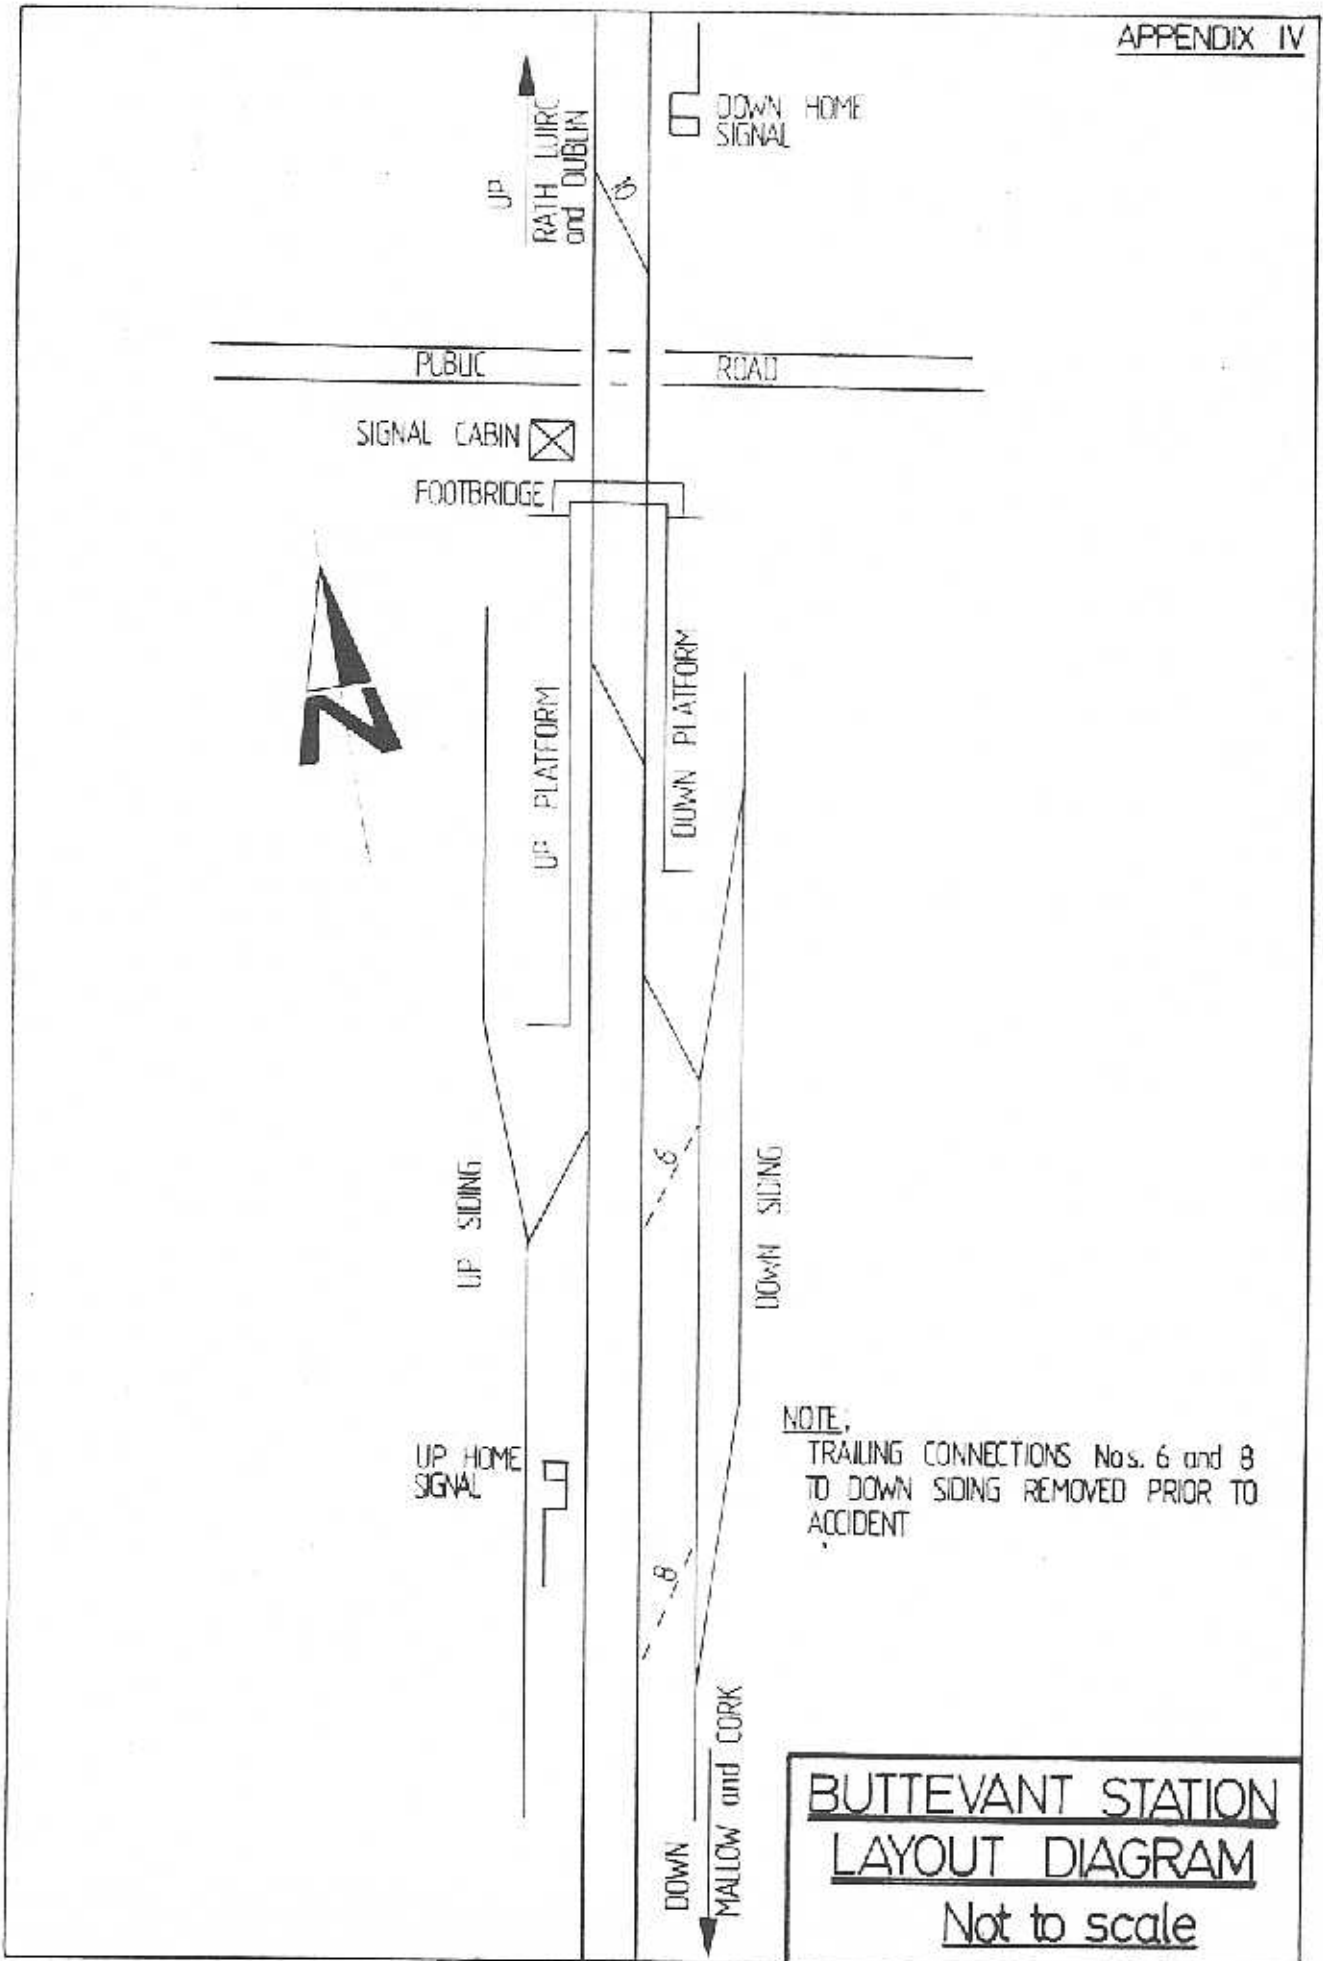 APPENDIX IV
DOWN HOME
SIGNAL
UP
RATH LUIRC
and DUBLIN
PUBLIC ROAD
SIGNAL CABIN
FOOTBRIDGE
N
UP PLATFORM
DOWN PLATFORM
UP SIDING
6
DOWN SIDING
UP HOME
SIGNAL
NOTE;
TRAILING CONNECTIONS Nos. 6 and 8
TO DOWN SIDING REMOVED PRIOR TO
ACCIDENT
8
DOWN
MALLOW and CORK
BUTTEVANT STATION
LAYOUT DIAGRAM
Not to scale